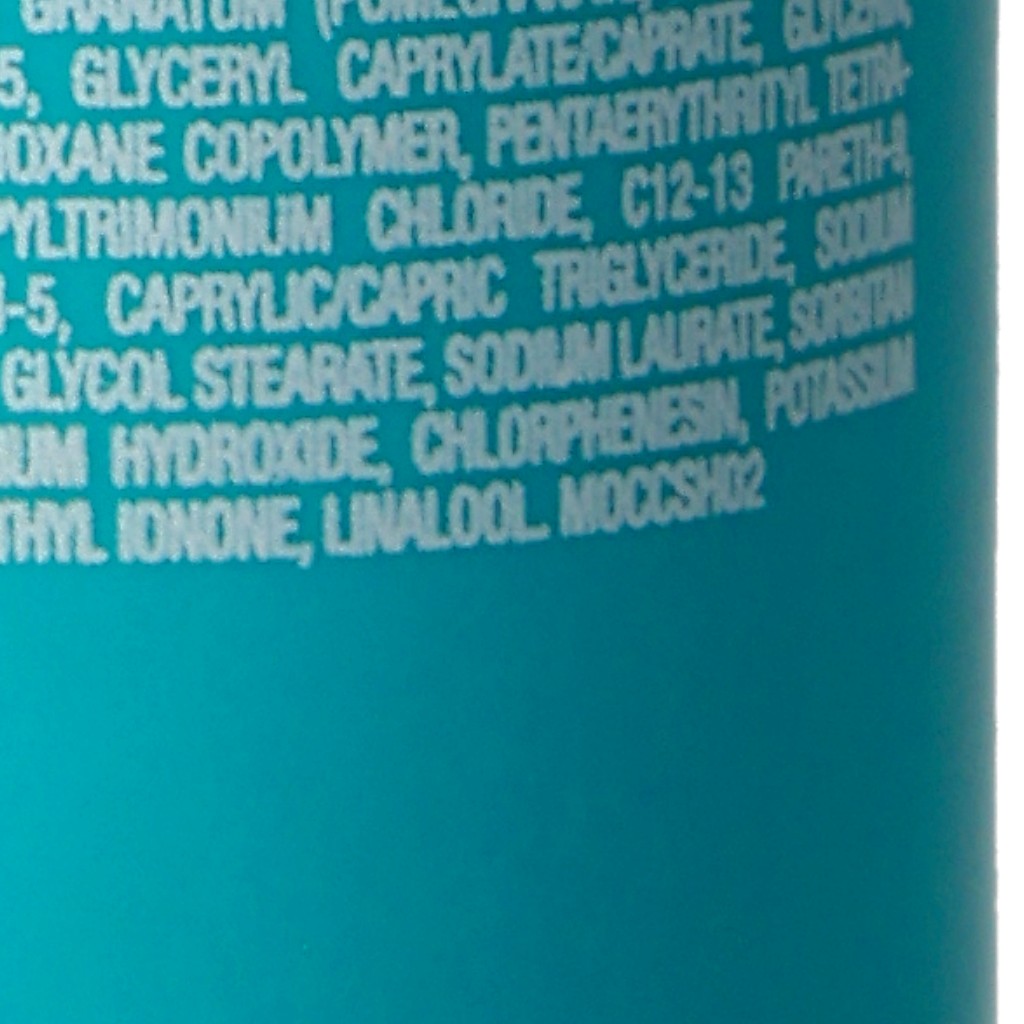 GRANATUM
5, GLYCERYL CAPRYLATE/CAPRATE,
OXANE COPOLYMER, PENTAERYTHRITYL TETRA-
PYLTRIMONIUM CHLORIDE, C12-13 PARETH-3,
-5, CAPRYLIC/CAPRIC TRIGLYCERIDE, SODIUM
GLYCOL STEARATE, SODIUM LAURATE, SORBITAN
IUM HYDROXIDE, CHLORPHENESIN, POTASSIUM
THYL IONONE, LINALOOL. MOCCSH02